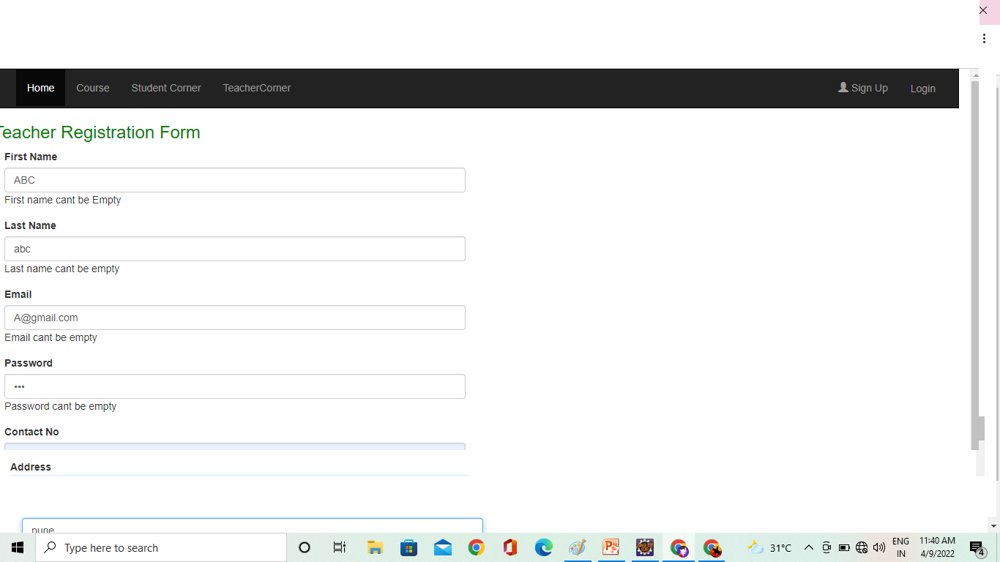 Home Course Student Corner TeacherCorner Sign Up Login
Teacher Registration Form
First Name
ABC
First name cant be Empty
Last Name
abc
Last name cant be empty
Email
A@gmail.com
Email cant be empty
Password
•••
Password cant be empty
Contact No
Address
pune
Type here to search
31°C
ENG
IN
11:40 AM
4/9/2022
4